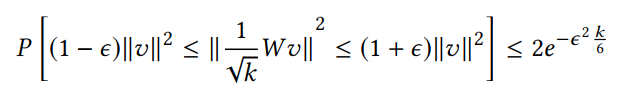 P[(1 − ϵ)||v||² ≤ ||1/√k Wv||² ≤ (1 + ϵ)||v||²] ≤ 2e^{−ϵ² k/6}